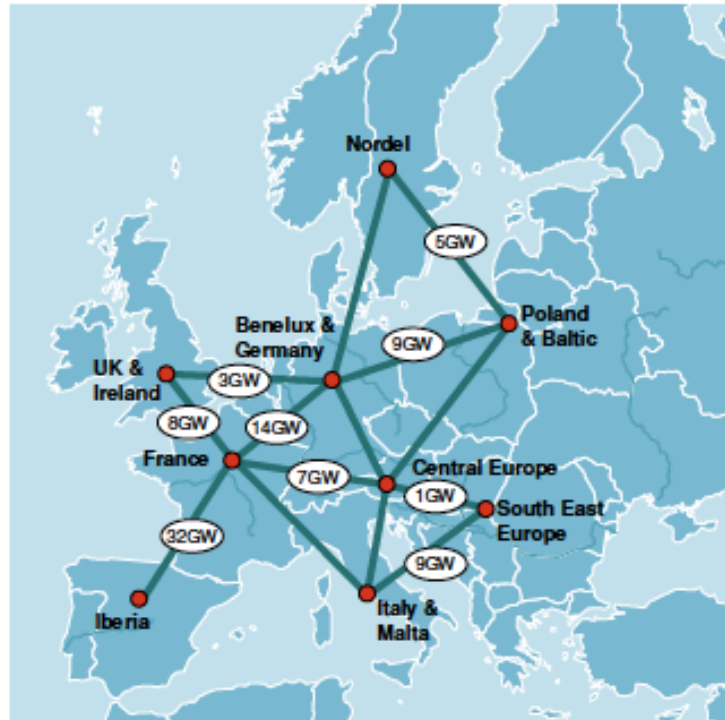 Nordel
5GW
Poland
& Baltic
Benelux &
Germany
9GW
UK &
Ireland
3GW
8GW
14GW
France
7GW
Central Europe
1GW
South East
Europe
32GW
9GW
Iberia
Italy &
Malta